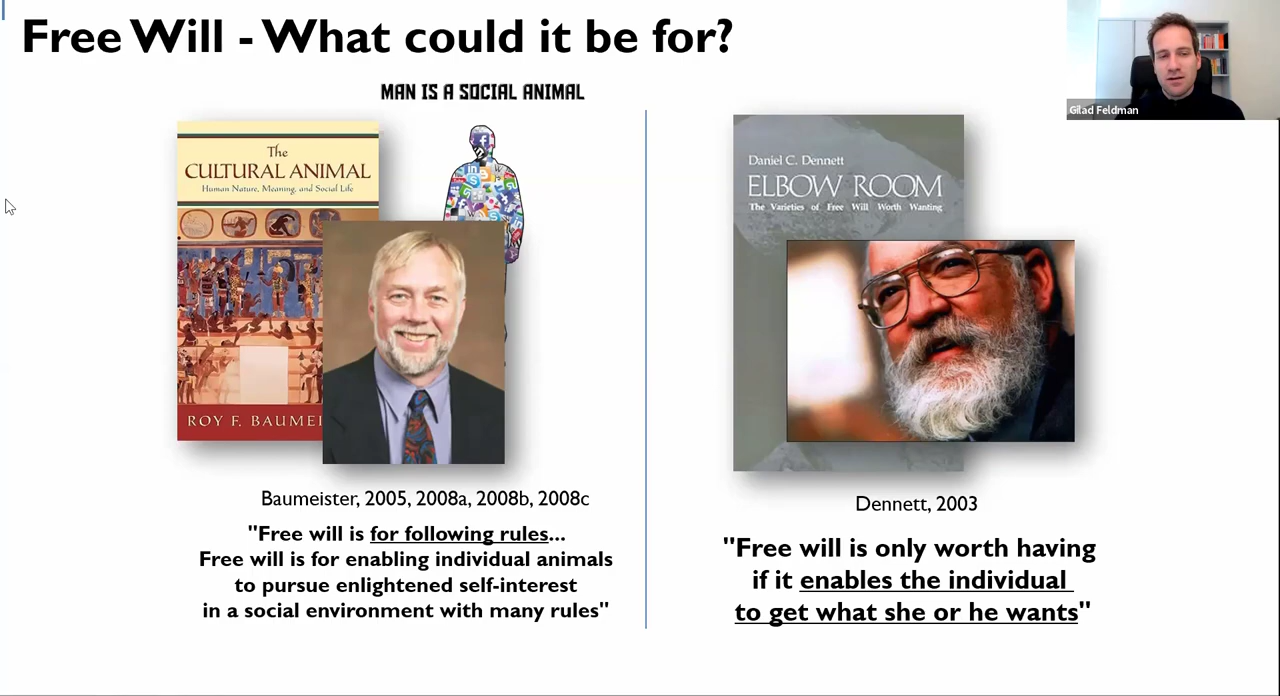 Free Will - What could it be for?
Gilad Feldman
MAN IS A SOCIAL ANIMAL
The
CULTURAL ANIMAL
Human Nature, Meaning, and Social Life
ROY F. BAUMEI
Baumeister, 2005, 2008a, 2008b, 2008c
"Free will is for following rules...
Free will is for enabling individual animals
to pursue enlightened self-interest
in a social environment with many rules"
Daniel C. Dennett
ELBOW ROOM
The Varieties of Free Will Worth Wanting
Dennett, 2003
"Free will is only worth having
if it enables the individual
to get what she or he wants"